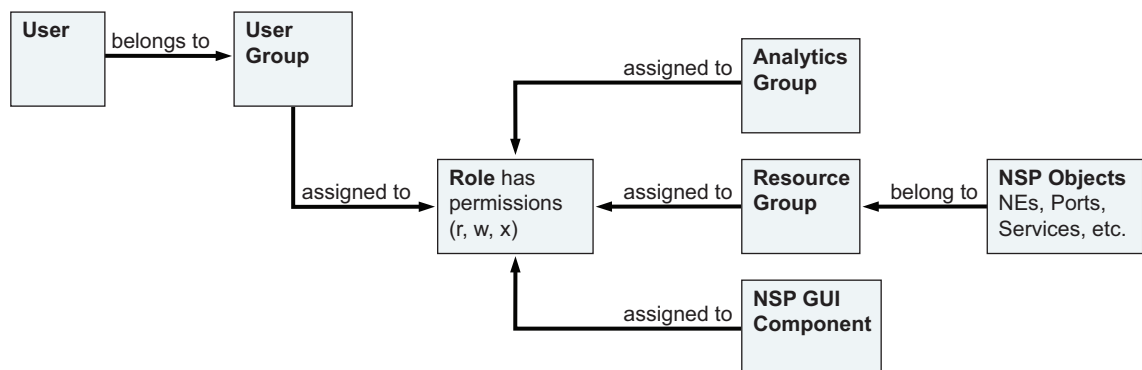 User
belongs to
User
Group
assigned to
Analytics
Group
assigned to
Role has
permissions
(r, w, x)
assigned to
Resource
Group
belong to
NSP Objects
NEs, Ports,
Services, etc.
assigned to
NSP GUI
Component